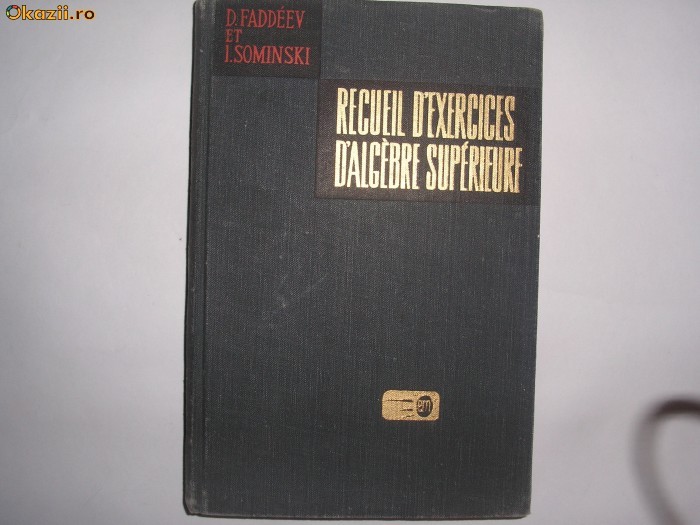 Okazii.ro
D. FADDÉEV
ET
I. SOMINSKI
RECUEIL D'EXERCICES
D'ALGÈBRE SUPÉRIEURE